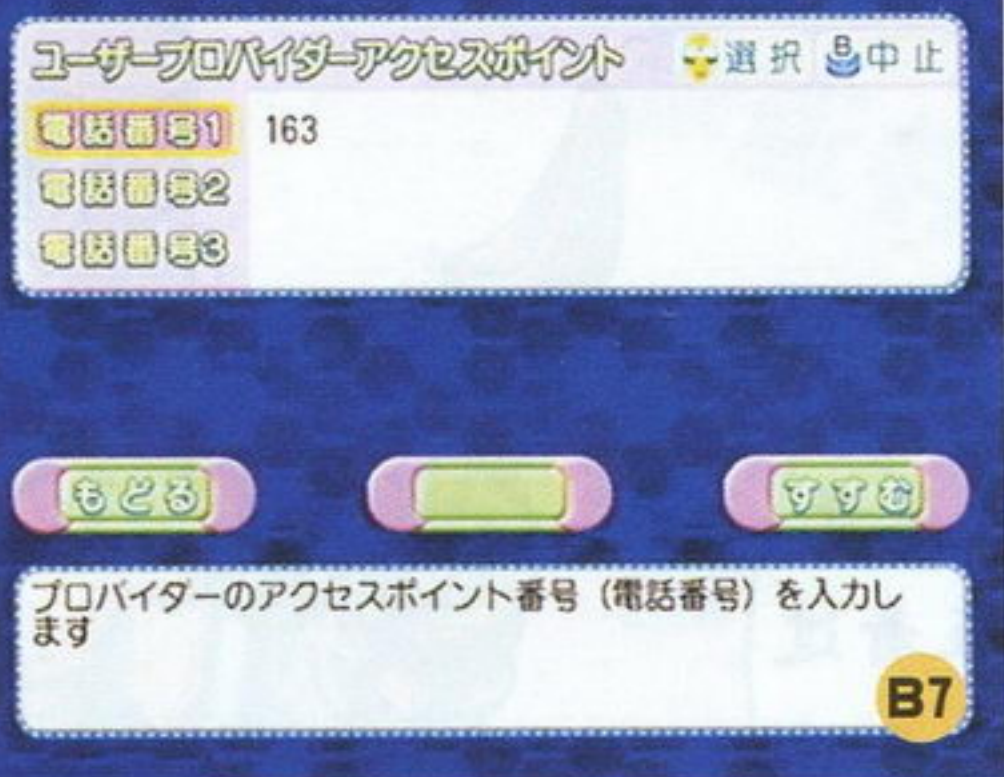 ユーザープロバイダーアクセスポイント 選択 B 中止
電話番号1 163
電話番号2
電話番号3
もどる すすむ
プロバイダーのアクセスポイント番号（電話番号）を入力し
ます
B7